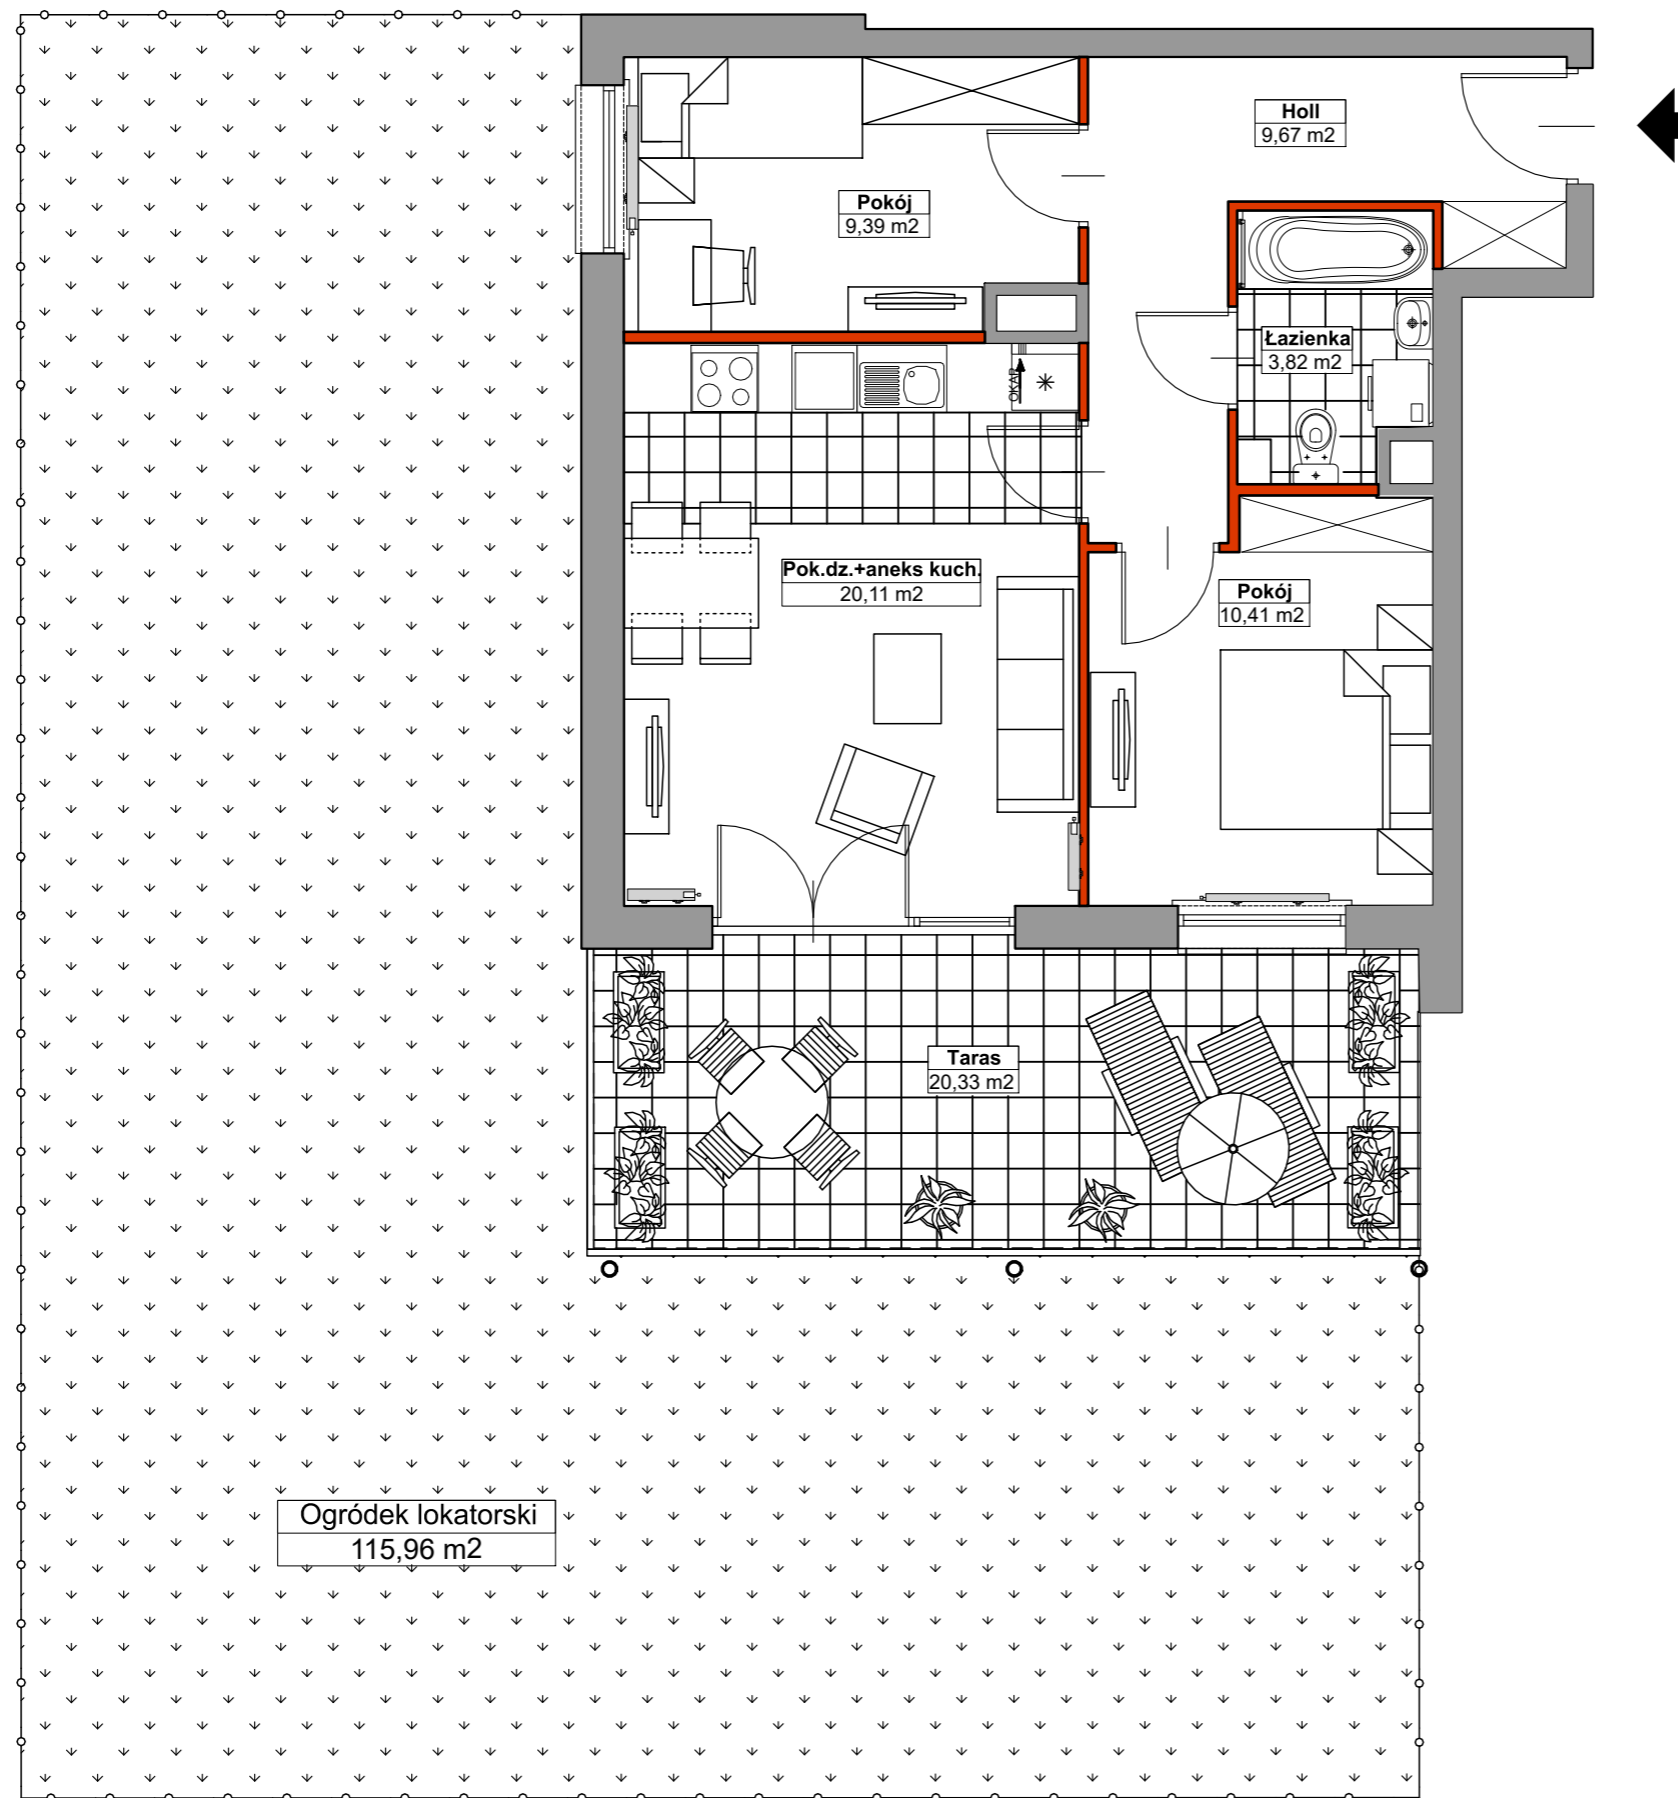 Holl
9,67 m2
Pokój
9,39 m2
Łazienka
3,82 m2
OKAP
Pok.dz.+aneks kuch.
20,11 m2
Pokój
10,41 m2
Taras
20,33 m2
Ogródek lokatorski
115,96 m2